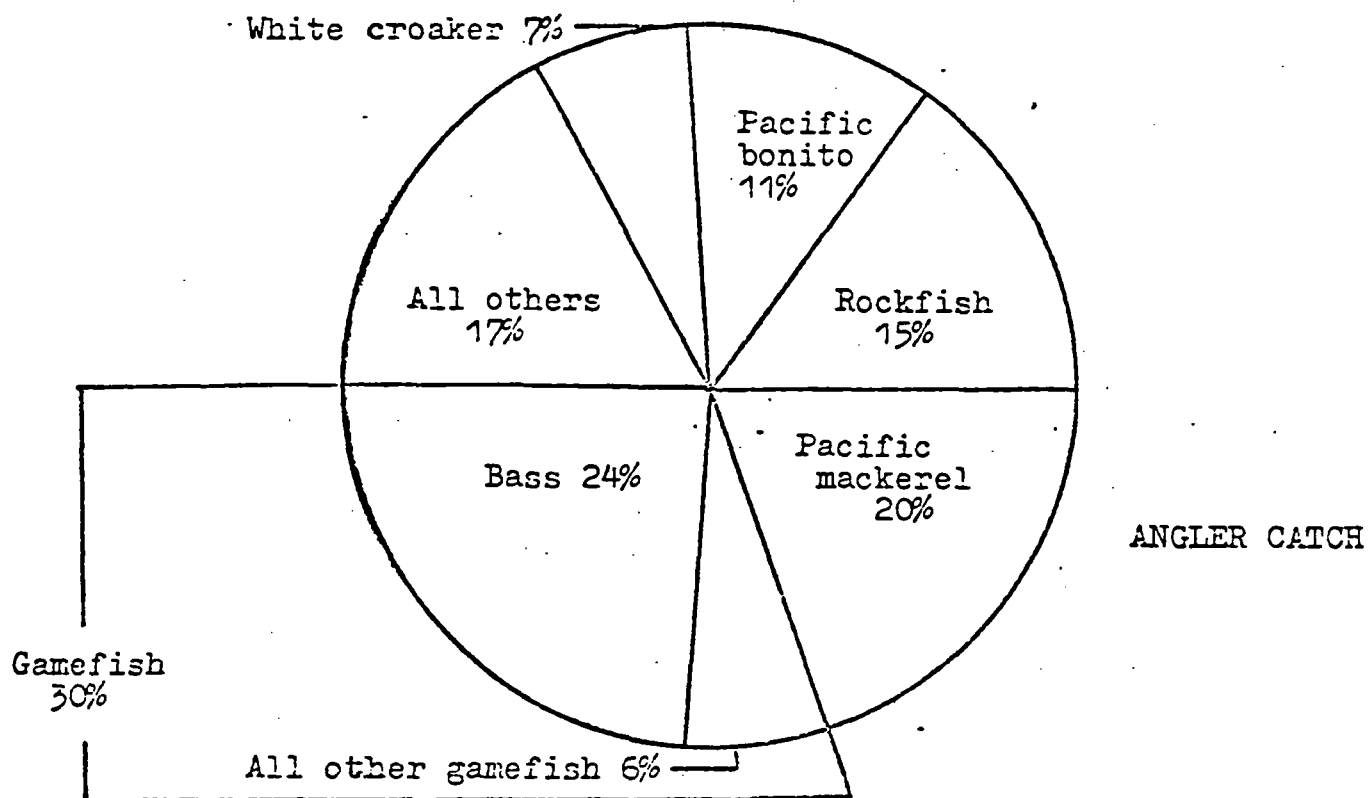 White croaker 7%
Pacific
bonito
11%
All others
17%
Rockfish
15%
Bass 24%
Pacific
mackerel
20%
ANGLER CATCH
Gamefish
30%
All other gamefish 6%